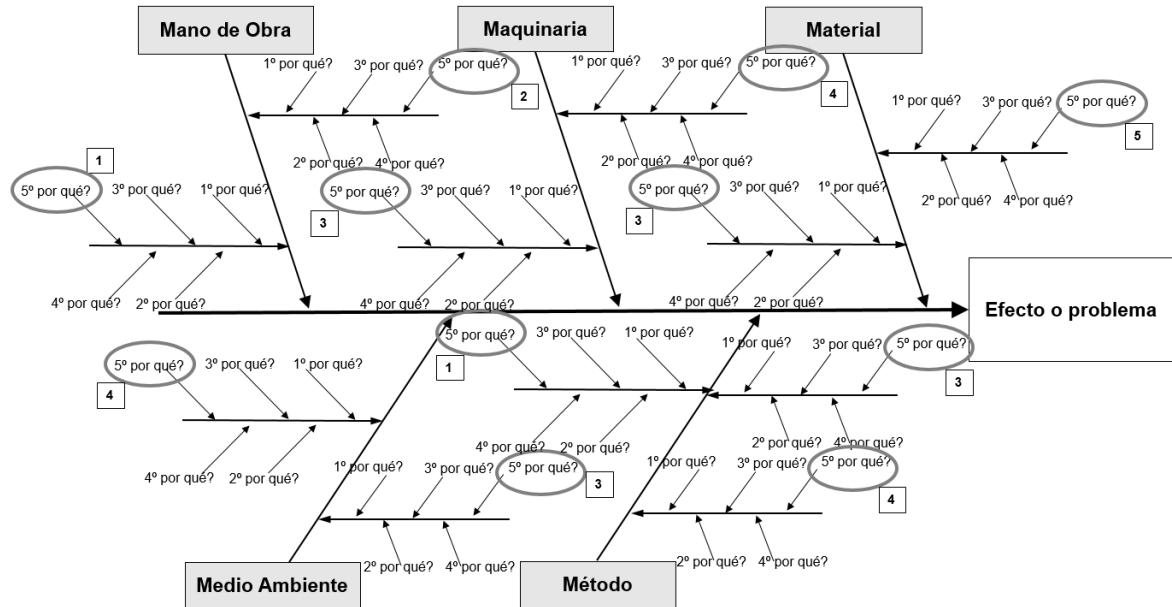 Mano de Obra
Maquinaria
Material
1º por qué?
3º por qué?
5º por qué?
2
2º por qué?
4º por qué?
1º por qué?
3º por qué?
5º por qué?
4
2º por qué?
4º por qué?
1º por qué?
3º por qué?
5º por qué?
5
2º por qué?
4º por qué?
1
5º por qué?
3º por qué?
1º por qué?
4º por qué?
2º por qué?
5º por qué?
3
3º por qué?
1º por qué?
4º por qué?
2º por qué?
5º por qué?
3
3º por qué?
1º por qué?
4º por qué?
2º por qué?
Efecto o problema
5º por qué?
4
3º por qué?
1º por qué?
4º por qué?
2º por qué?
5º por qué?
1
3º por qué?
1º por qué?
4º por qué?
2º por qué?
1º por qué?
3º por qué?
5º por qué?
3
2º por qué?
4º por qué?
1º por qué?
3º por qué?
5º por qué?
3
2º por qué?
4º por qué?
1º por qué?
3º por qué?
5º por qué?
4
2º por qué?
4º por qué?
Medio Ambiente
Método